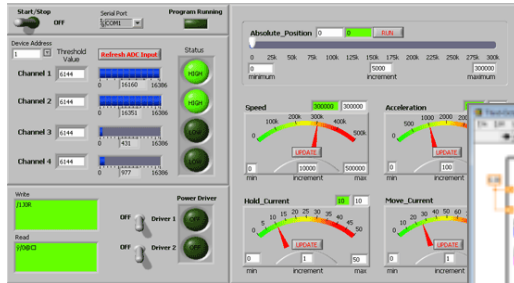 Start/Stop
OFF
Serial Port
COM1
Program Running
Device Address
1
Threshold Value
Refresh ADC Input
Status
Channel 1
6144
0 16160 16386
HIGH
Channel 2
6144
0 16351 16386
HIGH
Channel 3
6144
0 431 16386
LOW
Channel 4
6144
0 977 16386
LOW
Write
/1J0R
Read
Power Driver
OFF Driver 1 OFF
OFF Driver 2 OFF
Absolute_Position 0 0 RUN
0 25k 50k 75k 100k 125k 150k 175k 200k 225k 250k 275k 300k
0 5000 300000
minimum increment maximum
Speed 300000 300000
0 100k 200k 300k 400k 500k
UPDATE
0 10000 500000
min increment max
Acceleration
0 500 1000 2000
UPDATE
0 100
min increment
Hold_Current 10 10
0 5 10 15 20 25 30 35 40 45 50
UPDATE
0 1 50
min increment max
Move_Current
0 10 20 30 40 50 60
UPDATE
0 1
min increment